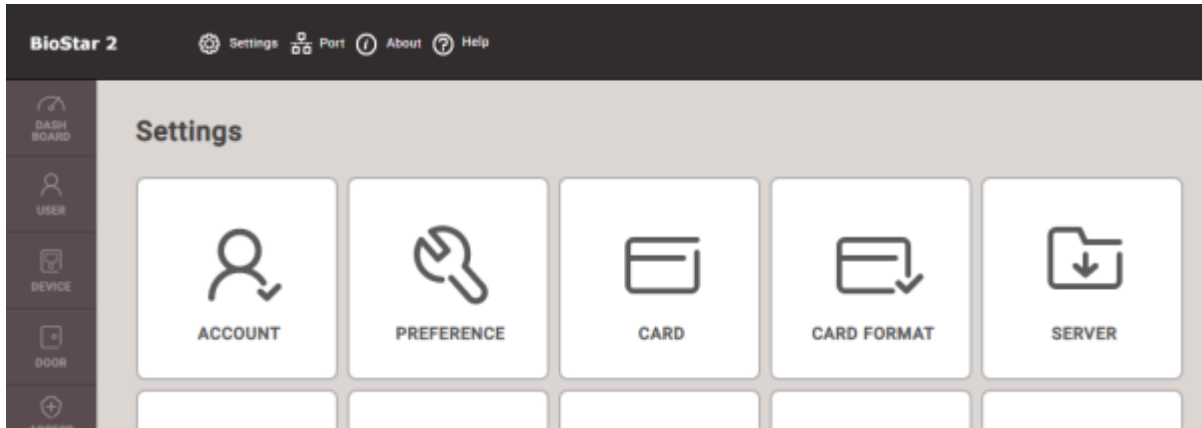 BioStar 2
Settings Port About Help
DASH
BOARD
USER
DEVICE
DOOR
Settings
ACCOUNT PREFERENCE CARD CARD FORMAT SERVER